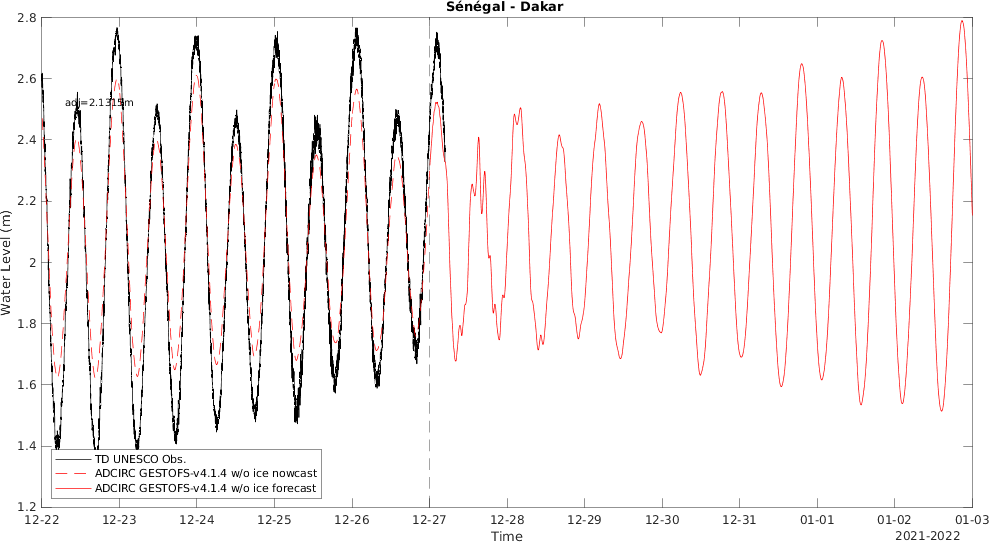 Sénégal - Dakar
2.8
2.6
2.4
2.2
2
1.8
1.6
1.4
1.2
Water Level (m)
adj=2.1315m
TD UNESCO Obs.
ADCIRC GESTOFS-v4.1.4 w/o ice nowcast
ADCIRC GESTOFS-v4.1.4 w/o ice forecast
12-22 12-23 12-24 12-25 12-26 12-27 12-28 12-29 12-30 12-31 01-01 01-02 01-03
Time
2021-2022